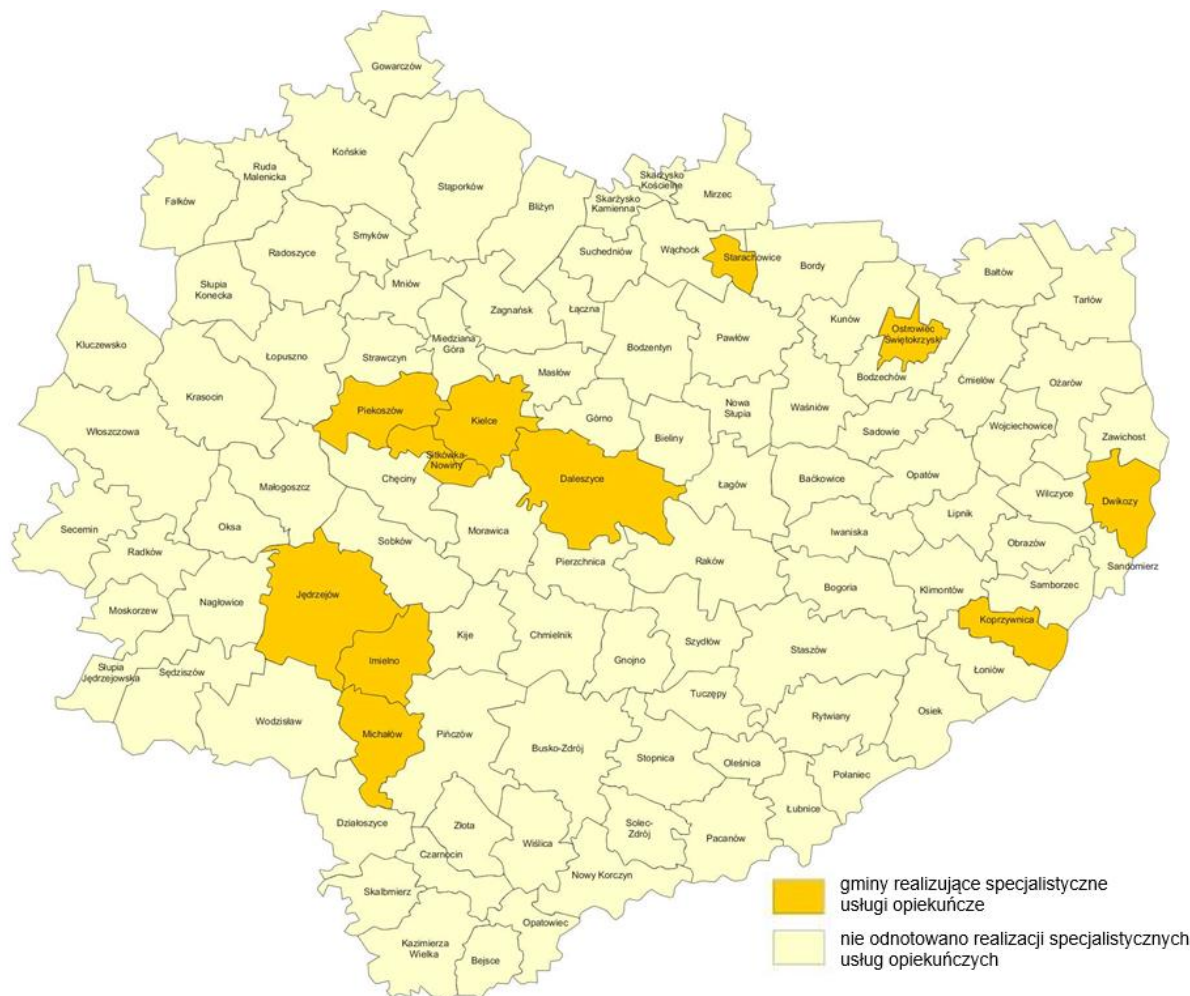 Gowarczów
Końskie
Ruda
Malenicka
Fałków
Stąporków
Skarżysko
Kościelne
Mirzec
Skarżysko
Kamienna
Bliżyn
Smyków
Radoszyce
Suchedniów
Wąchock
Starachowice
Bordy
Bałtów
Tarłów
Słupia
Konecka
Mniów
Zagnańsk
Łączna
Kunów
Ostrowiec
Świętokrzyski
Kluczewsko
Łopuszno
Strawczyn
Miedziana
Góra
Bodzentyn
Pawłów
Masłów
Bodzechów
Ćmielów
Ożarów
Krasocin
Piekoszów
Kielce
Górno
Nowa
Słupia
Waśniów
Włoszczowa
Sadowie
Wojciechowice
Zawichost
Bieliny
Sitkówka-
Nowiny
Chęciny
Daleszyce
Łagów
Baćkowice
Opatów
Małogoszcz
Wilczyce
Dwikozy
Oksa
Secemin
Sobków
Morawica
Iwaniska
Lipnik
Radków
Pierzchnica
Raków
Obrazów
Sandomierz
Jędrzejów
Nagłowice
Moskorzew
Bogoria
Klimontów
Samborzec
Koprzywnica
Kije
Chmielnik
Szydłów
Staszów
Imielno
Gnojno
Słupia
Jędrzejowska
Sędziszów
Łoniów
Tuczępy
Wodzisław
Michałów
Pińczów
Busko-Zdrój
Rytwiany
Osiek
Stopnica
Oleśnica
Połaniec
Łubnice
Działoszyce
Złota
Solec-
Zdrój
Pacanów
Wiślica
Czarnocin
Nowy Korczyn
Skalbmierz
Opatowiec
Kazimierza
Wielka
Bejsce
gminy realizujące specjalistyczne
usługi opiekuńcze
nie odnotowano realizacji specjalistycznych
usług opiekuńczych